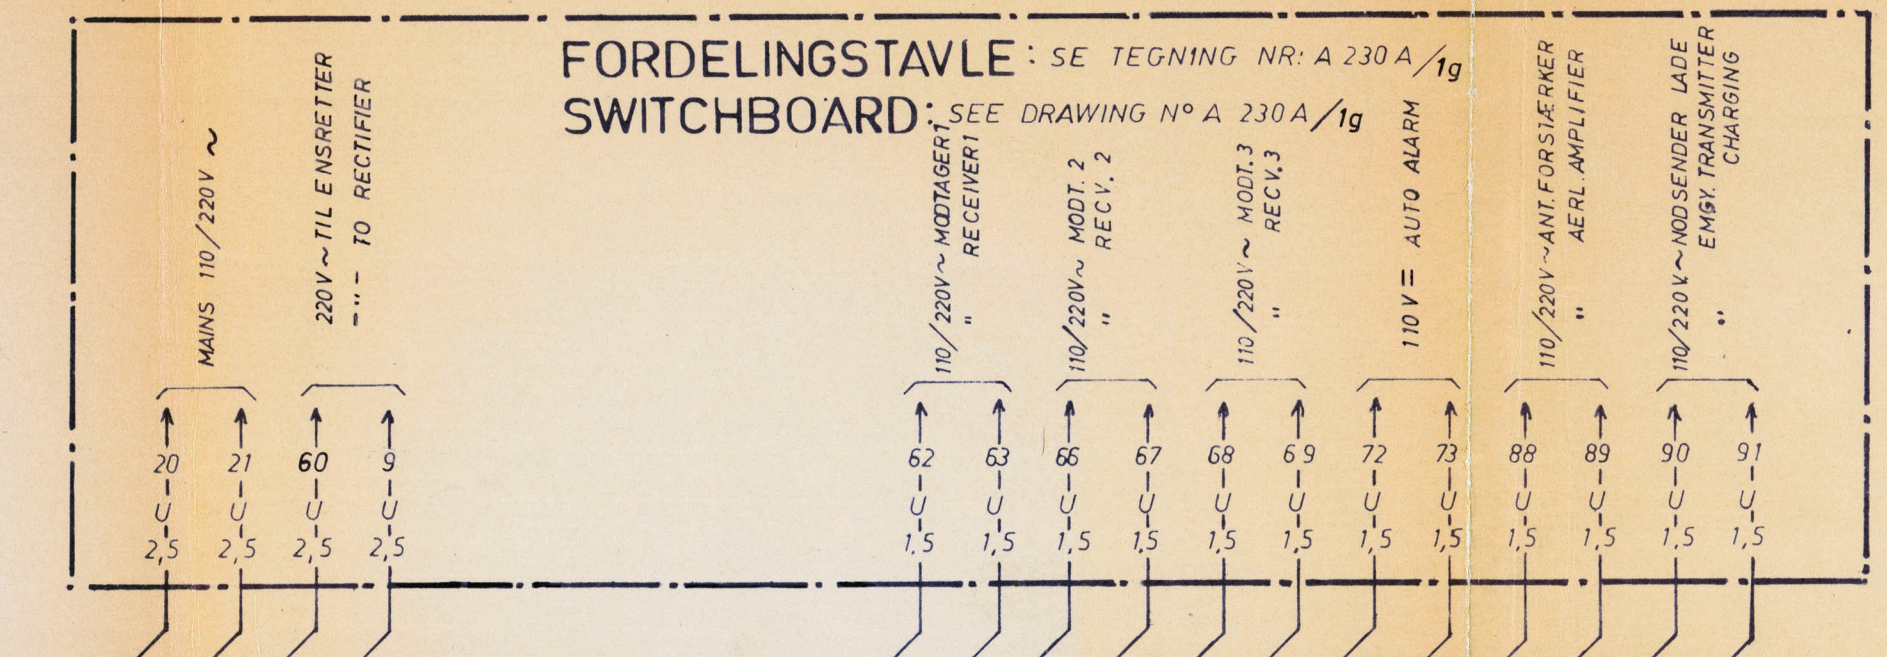 FORDELINGSTAVLE: SE TEGNING NR: A 230 A/1g
SWITCHBOARD: SEE DRAWING Nº A 230 A/1g
MAINS 110/220V ~
220V ~ TIL ENSRETTER
-"- TO RECTIFIER
110/220V ~ MODTAGER1
" RECEIVER1
110/220V ~ MODT. 2
" RECV. 2
110/220V ~ MODT. 3
" RECV. 3
110 V = AUTO ALARM
110/220V ~ ANT. FORSTÆRKER
" AERL. AMPLIFIER
110/220V. ~ NODSENDER LADE
EMGY. TRANSMITTER
" CHARGING
20 21 60 9 62 63 66 67 68 69 72 73 88 89 90 91
U U U U U U U U U U U U U U U U
2,5 2,5 2,5 2,5 1,5 1,5 1,5 1,5 1,5 1,5 1,5 1,5 1,5 1,5 1,5 1,5